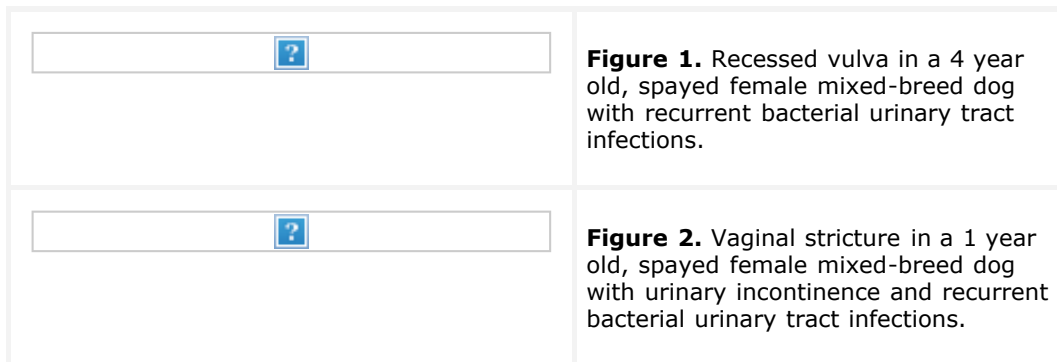 ?
Figure 1. Recessed vulva in a 4 year
old, spayed female mixed-breed dog
with recurrent bacterial urinary tract
infections.
?
Figure 2. Vaginal stricture in a 1 year
old, spayed female mixed-breed dog
with urinary incontinence and recurrent
bacterial urinary tract infections.